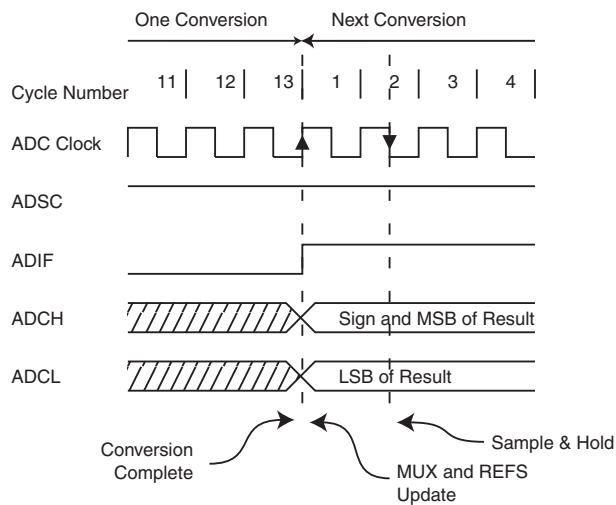 One Conversion Next Conversion
Cycle Number 11 12 13 1 2 3 4
ADC Clock
ADSC
ADIF
ADCH Sign and MSB of Result
ADCL LSB of Result
Conversion
Complete
MUX and REFS
Update
Sample & Hold